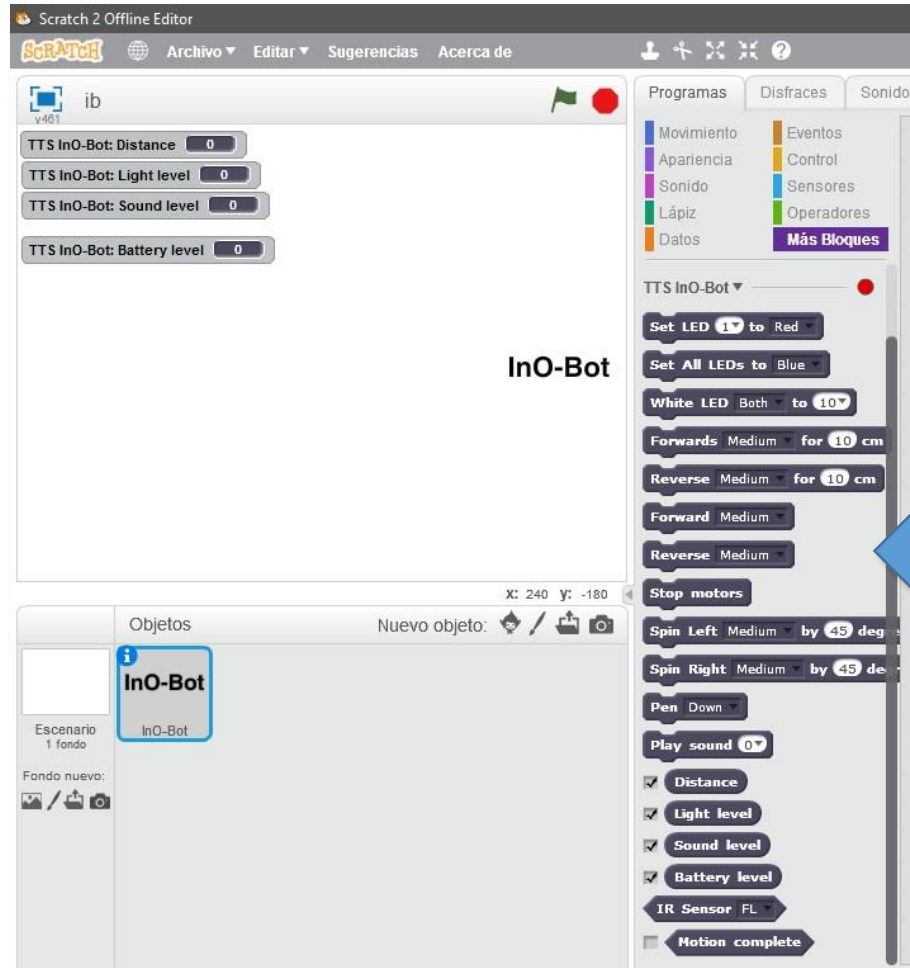 Scratch 2 Offline Editor
SCRATCH Archivo Editar Sugerencias Acerca de
ib
v461
TTS InO-Bot: Distance 0
TTS InO-Bot: Light level 0
TTS InO-Bot: Sound level 0
TTS InO-Bot: Battery level 0
InO-Bot
X: 240 y: -180
Objetos Nuevo objeto:
InO-Bot
InO-Bot
Escenario
1 fondo
Fondo nuevo:
Programas Disfraces Sonido
Movimiento Eventos
Apariencia Control
Sonido Sensores
Lápiz Operadores
Datos Más Bloques
TTS InO-Bot
Set LED 1 to Red
Set All LEDs to Blue
White LED Both to 10
Forwards Medium for 10 cm
Reverse Medium for 10 cm
Forward Medium
Reverse Medium
Stop motors
Spin Left Medium by 45 deg
Spin Right Medium by 45 de
Pen Down
Play sound 0
Distance
Light level
Sound level
Battery level
IR Sensor FL
Motion complete